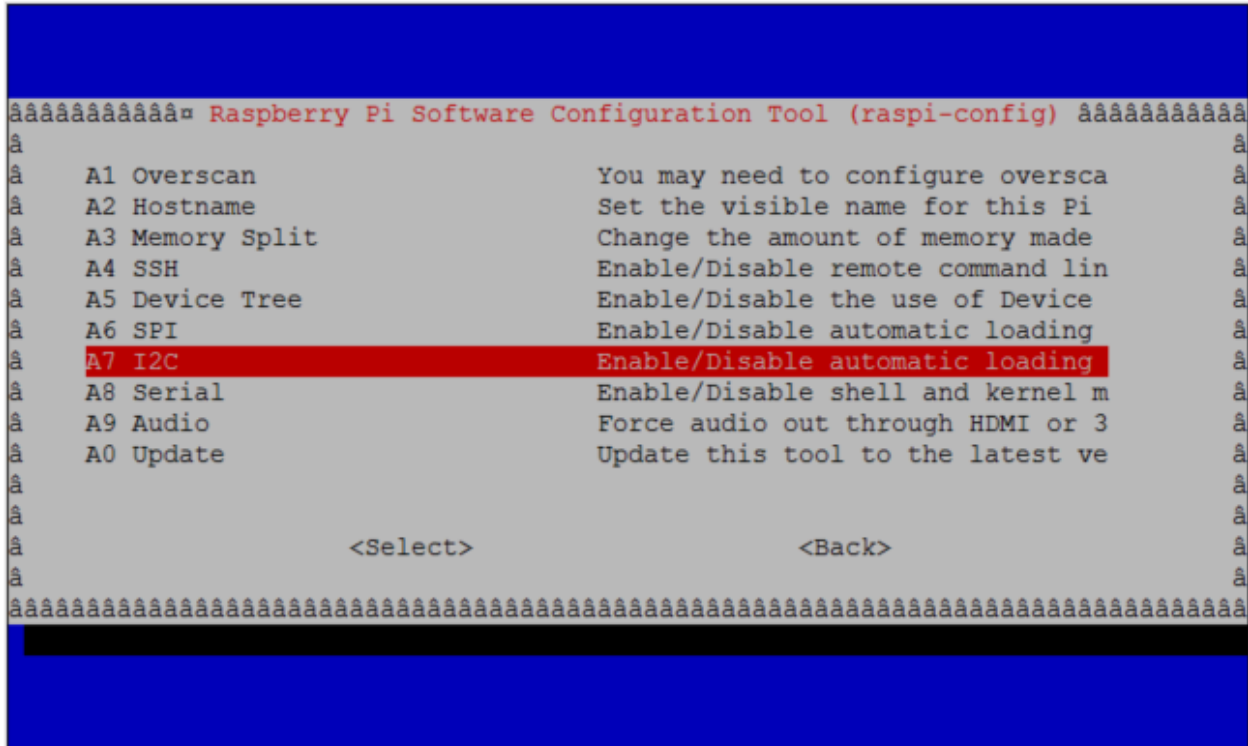 âââââââââââ¤ Raspberry Pi Software Configuration Tool (raspi-config) âââââââââââ
â â
â A1 Overscan You may need to configure oversca â
â A2 Hostname Set the visible name for this Pi â
â A3 Memory Split Change the amount of memory made â
â A4 SSH Enable/Disable remote command lin â
â A5 Device Tree Enable/Disable the use of Device â
â A6 SPI Enable/Disable automatic loading â
â A7 I2C Enable/Disable automatic loading â
â A8 Serial Enable/Disable shell and kernel m â
â A9 Audio Force audio out through HDMI or 3 â
â A0 Update Update this tool to the latest ve â
â â
â â
â <Select> <Back> â
â â
ââââââââââââââââââââââââââââââââââââââââââââââââââââââââââââââââââââââââââââââââ